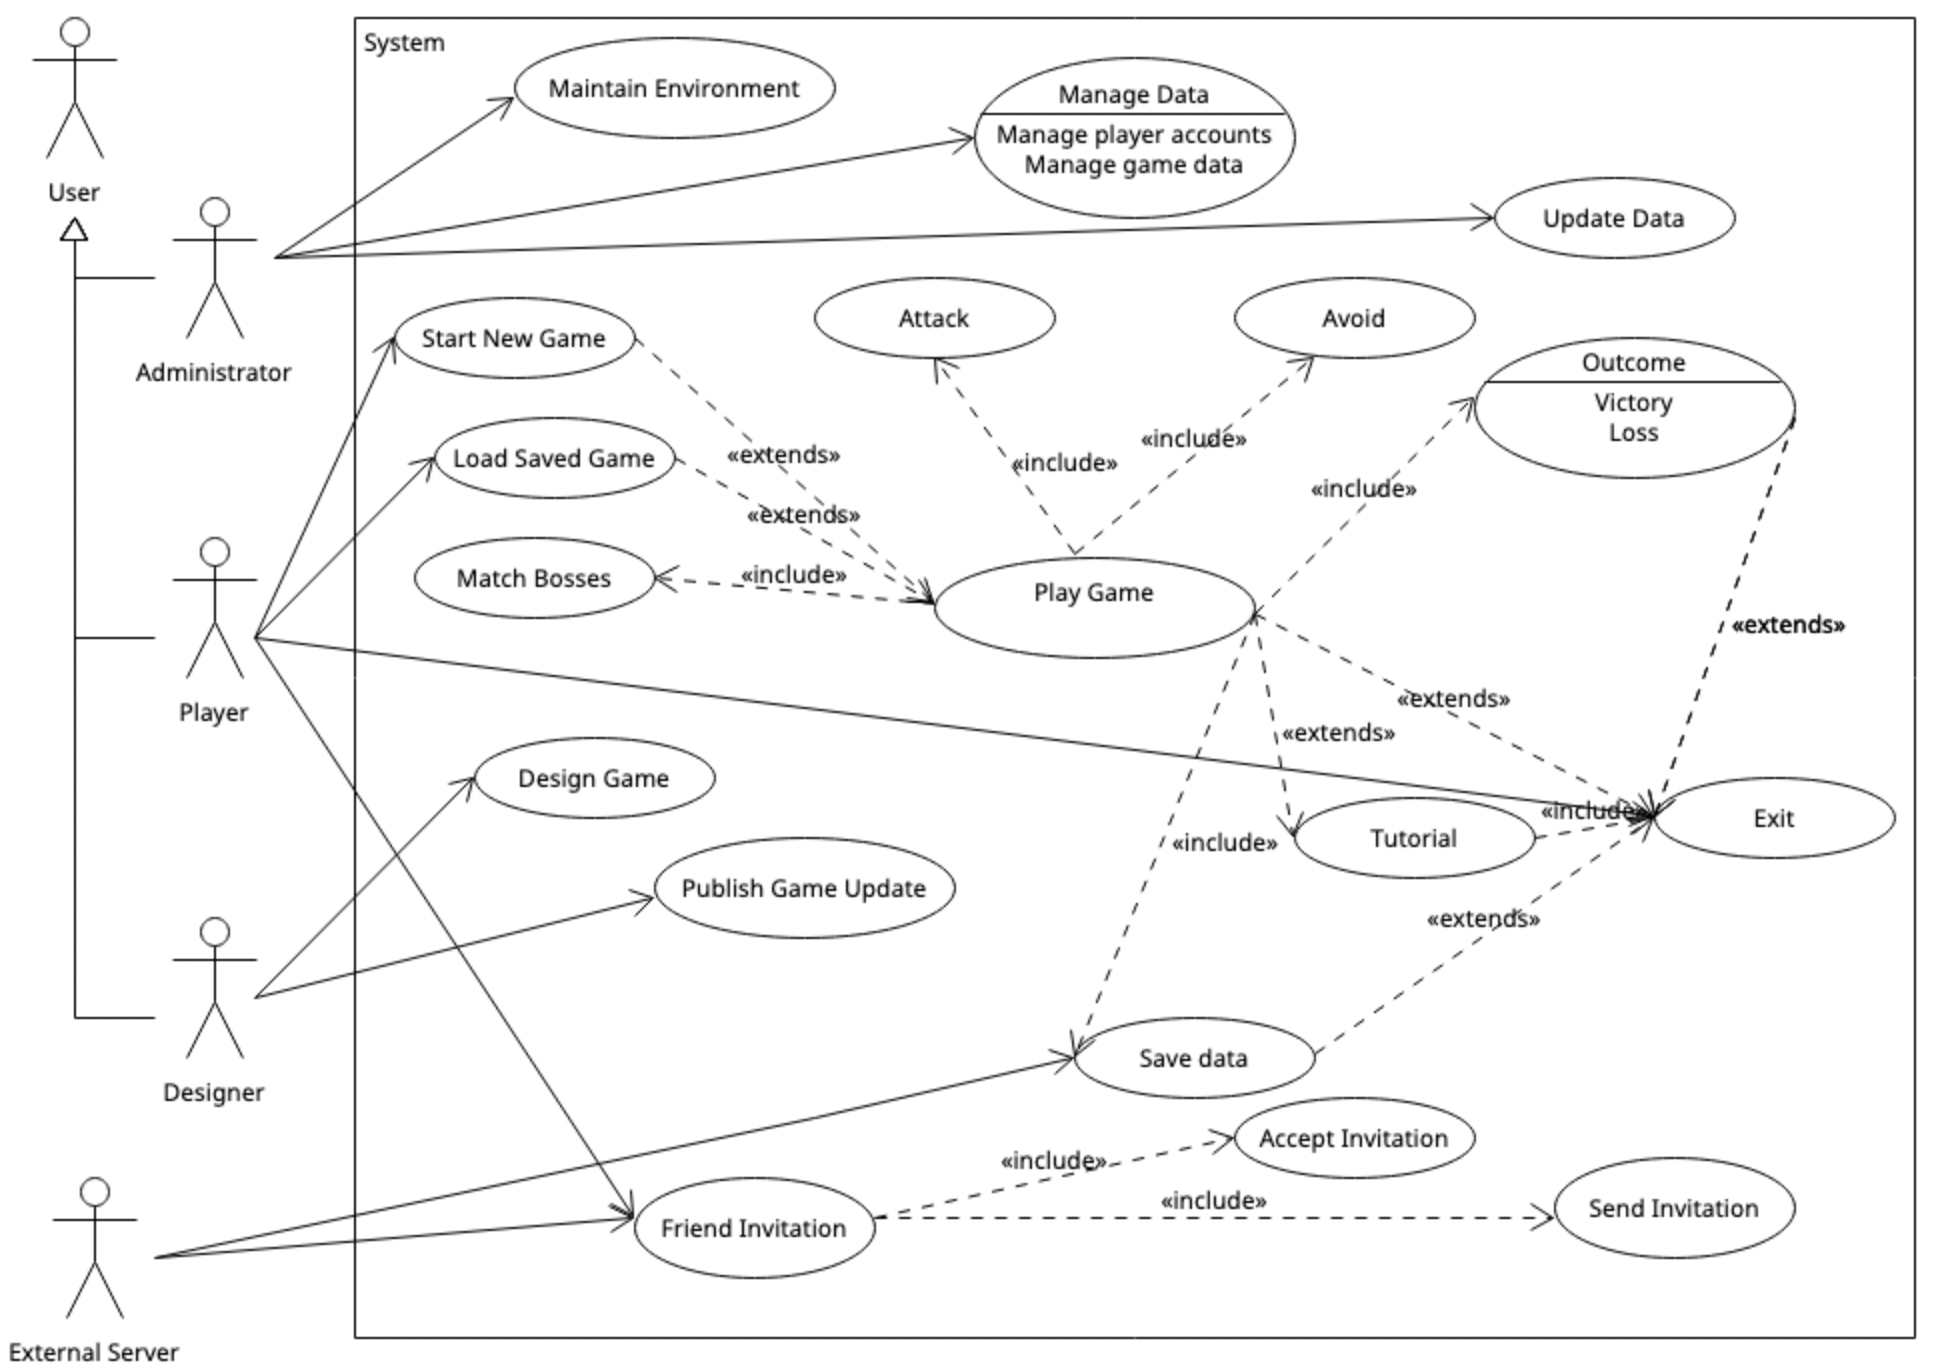 System
User
Maintain Environment
Manage Data
Manage player accounts
Manage game data
Update Data
Administrator
Start New Game
Attack
Avoid
Outcome
Victory
Loss
Load Saved Game
«extends»
«include»
«include»
«include»
«extends»
Match Bosses
«include»
Play Game
«extends»
Player
«extends»
«extends»
Design Game
«include»
Exit
Tutorial
«include»
Publish Game Update
«extends»
Designer
Save data
Accept Invitation
«include»
«include»
Send Invitation
Friend Invitation
External Server